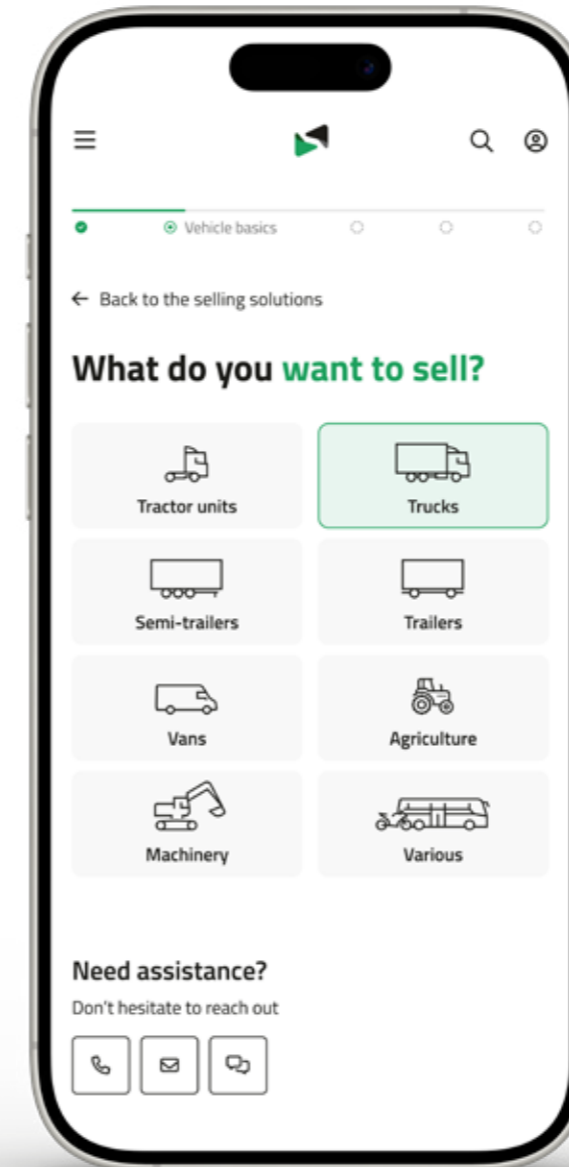 Vehicle basics
← Back to the selling solutions
What do you want to sell?
Tractor units
Trucks
Semi-trailers
Trailers
Vans
Agriculture
Machinery
Various
Need assistance?
Don't hesitate to reach out